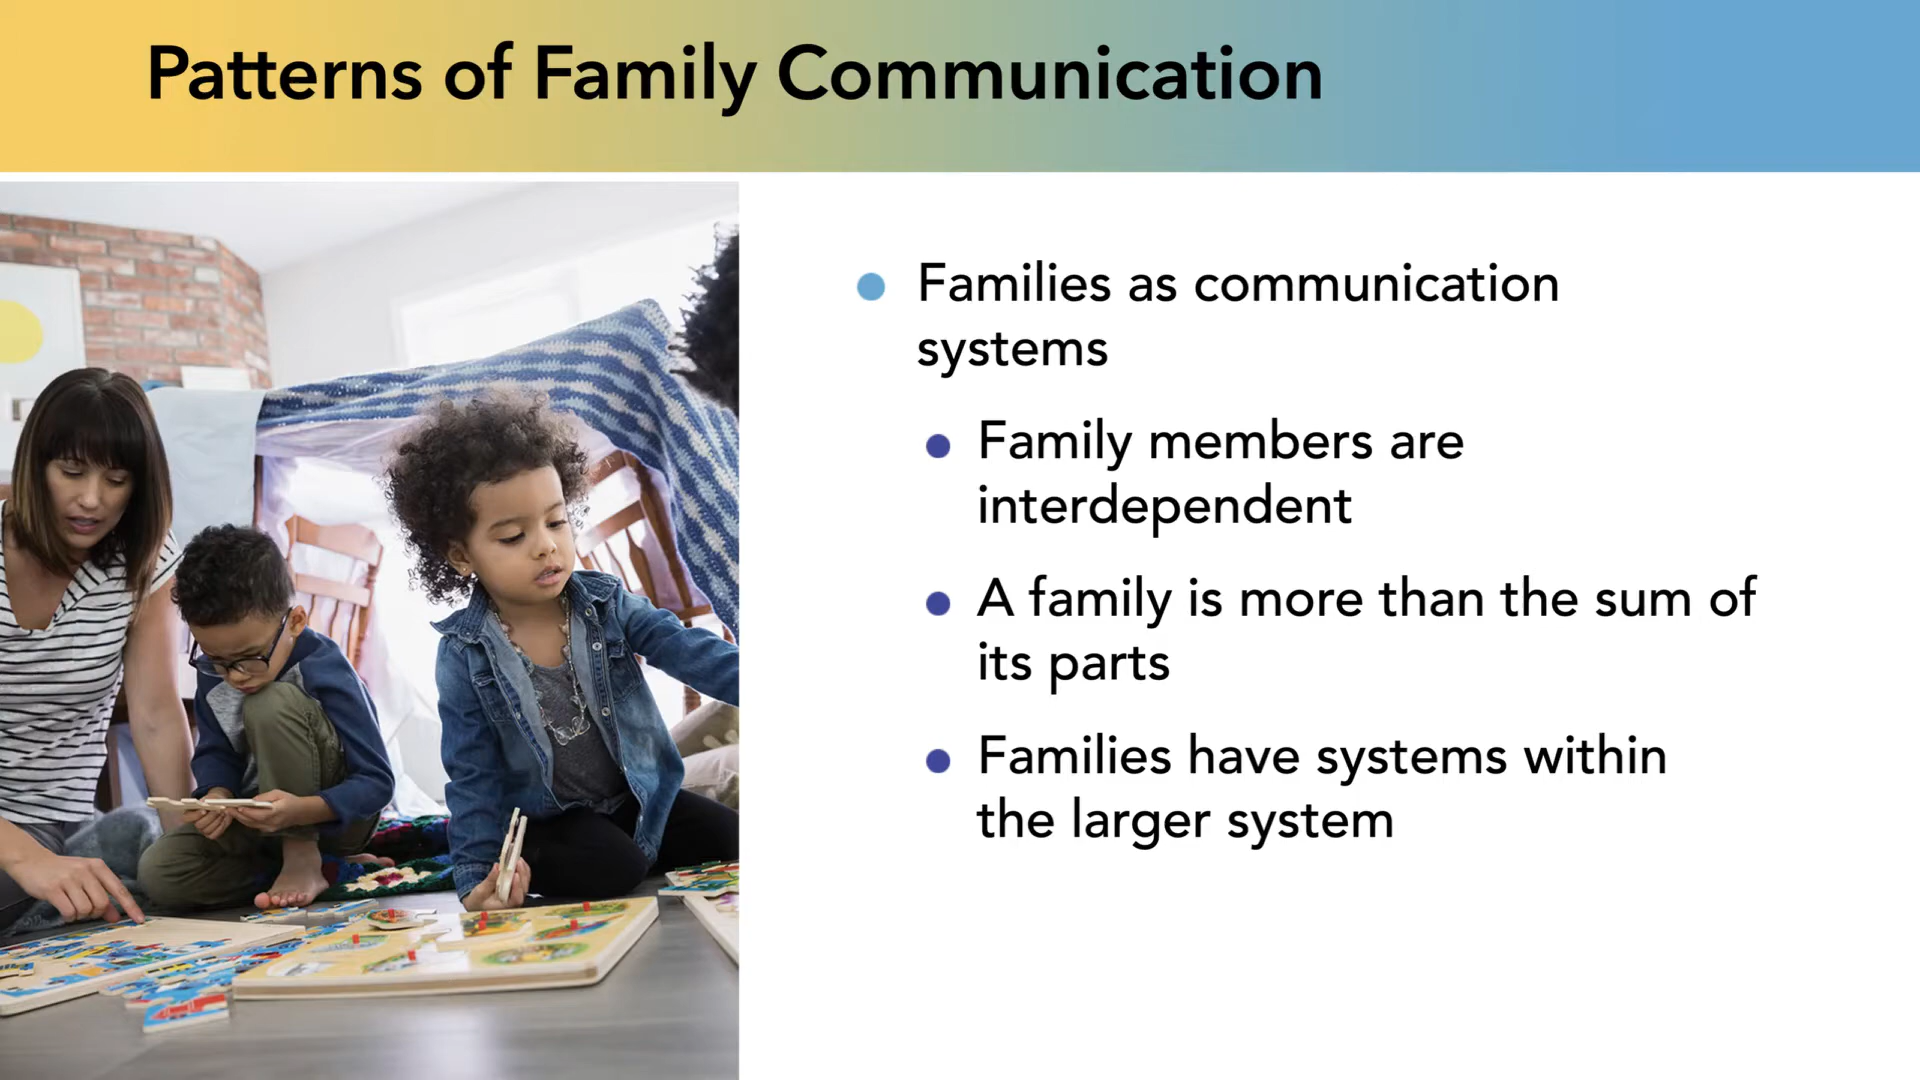 Patterns of Family Communication
Families as communication
systems
Family members are
interdependent
A family is more than the sum of
its parts
Families have systems within
the larger system